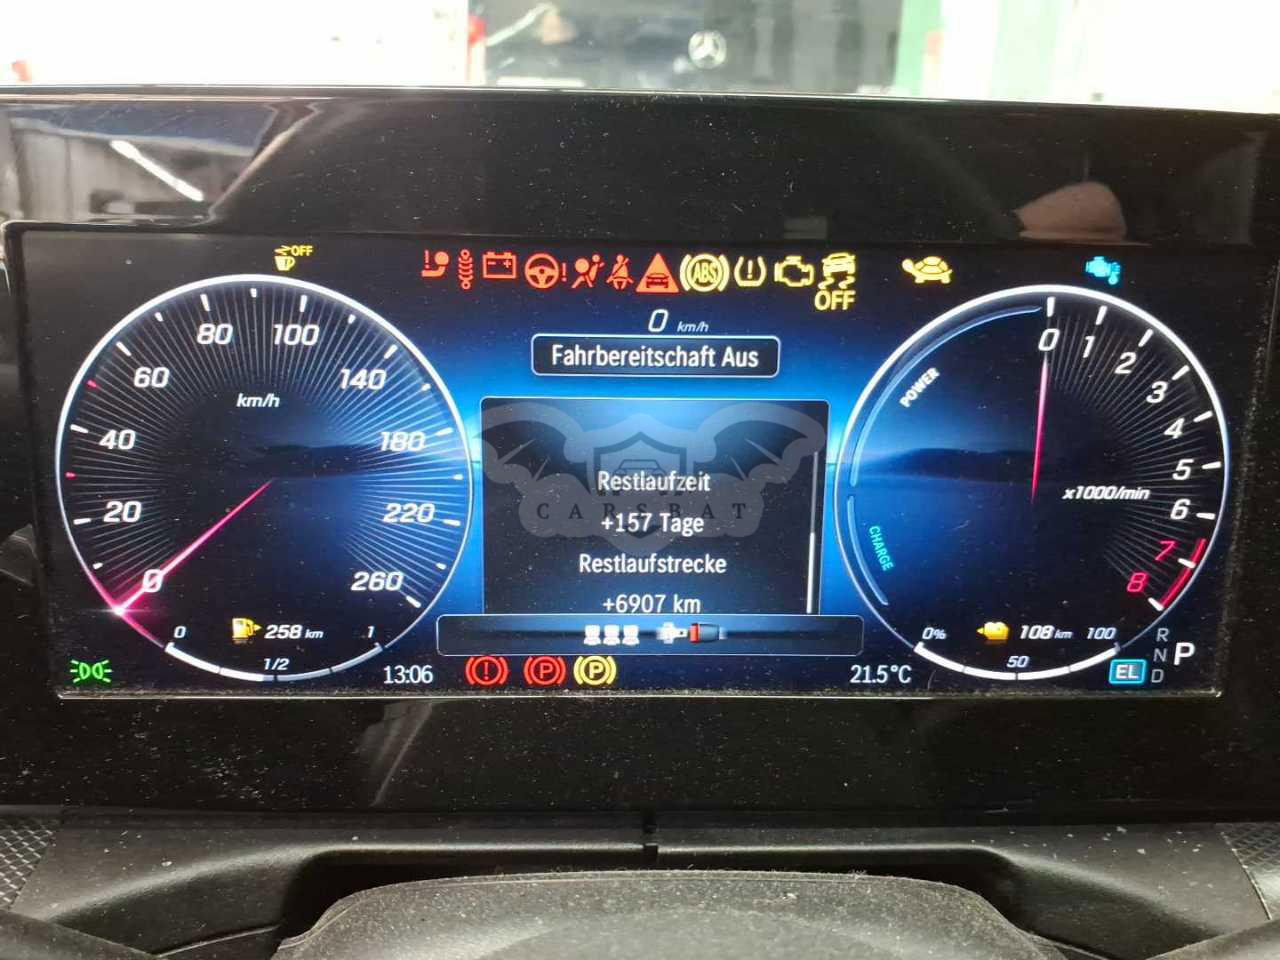 OFF
ABS
OFF
0 km/h
Fahrbereitschaft Aus
20
40
60
80
100
140
180
220
260
0
km/h
POWER
CHARGE
0
1
2
3
4
5
6
7
8
x1000/min
Restlaufzeit
CARSBAT
+157 Tage
Restlaufstrecke
+6907 km
258 km
0
1/2
1
13:06
P
P
21.5°C
108 km
0%
50
100
EL
R
N
D
P